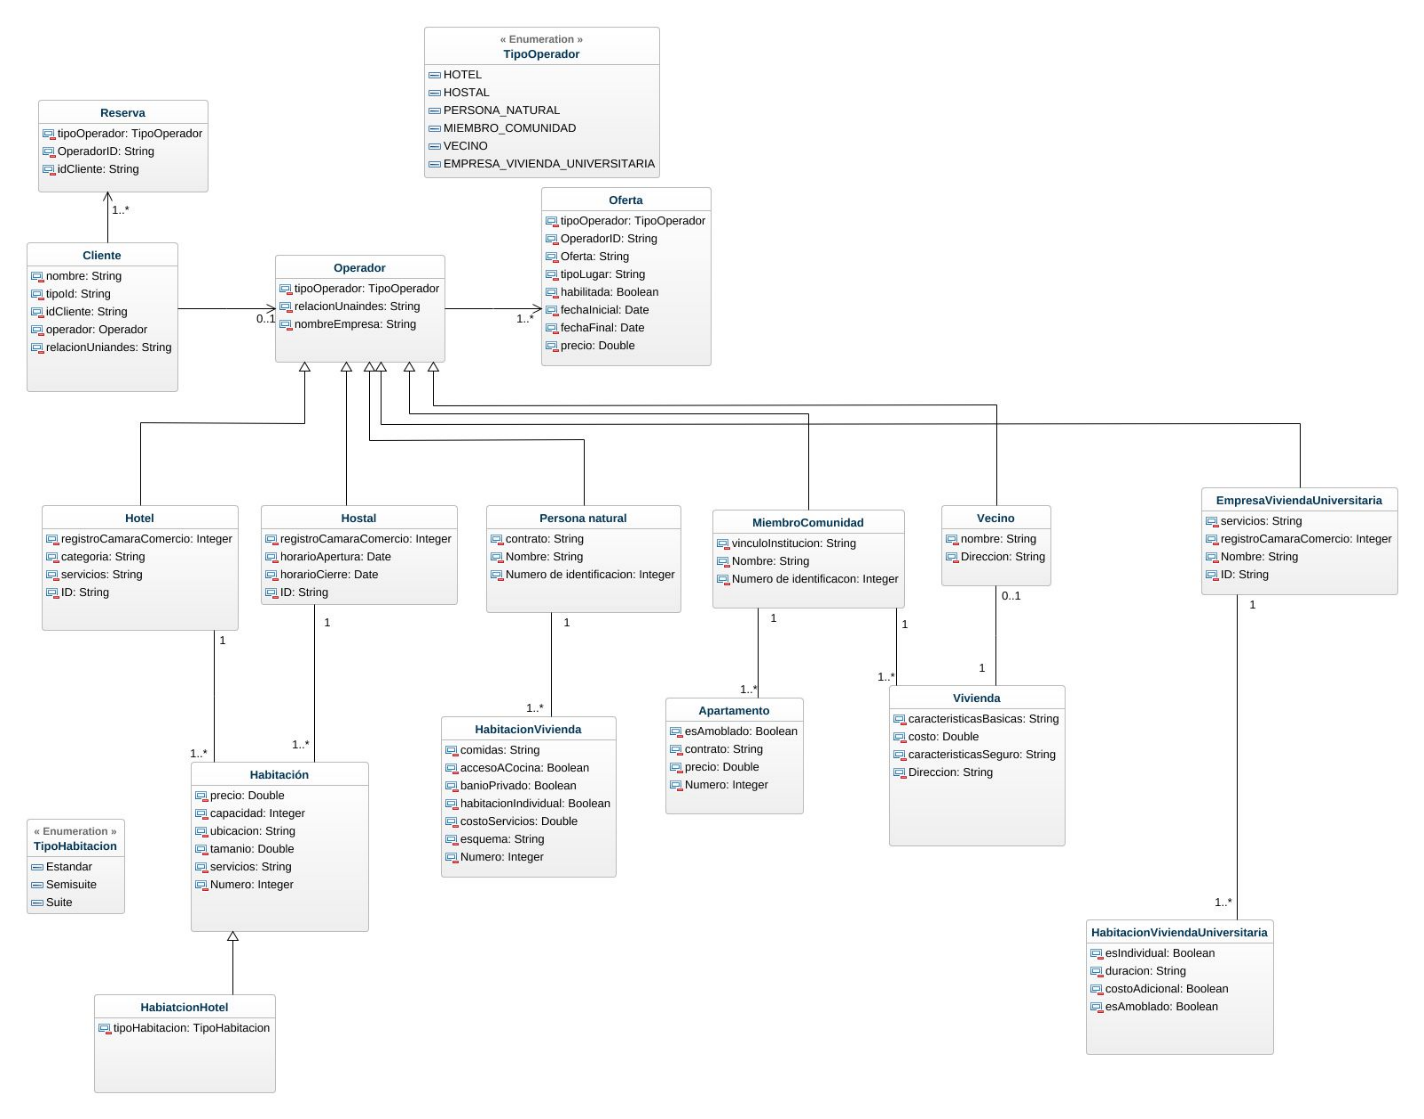 « Enumeration »
TipoOperador
HOTEL
HOSTAL
PERSONA_NATURAL
MIEMBRO_COMUNIDAD
VECINO
EMPRESA_VIVIENDA_UNIVERSITARIA
Reserva
tipoOperador: TipoOperador
OperadorID: String
idCliente: String
1..*
Cliente
nombre: String
tipoId: String
idCliente: String
operador: Operador
relacionUniandes: String
0..1
Operador
tipoOperador: TipoOperador
relacionUnaindes: String
nombreEmpresa: String
1..*
Oferta
tipoOperador: TipoOperador
OperadorID: String
Oferta: String
tipoLugar: String
habilitada: Boolean
fechaInicial: Date
fechaFinal: Date
precio: Double
Hotel
registroCamaraComercio: Integer
categoria: String
servicios: String
ID: String
1
1..*
Hostal
registroCamaraComercio: Integer
horarioApertura: Date
horarioCierre: Date
ID: String
1
1..*
Persona natural
contrato: String
Nombre: String
Numero de identificacion: Integer
1
1..*
MiembroComunidad
vinculoInstitucion: String
Nombre: String
Numero de identificacon: Integer
1
1..*
1
1..*
Vecino
nombre: String
Direccion: String
0..1
1
EmpresaViviendaUniversitaria
servicios: String
registroCamaraComercio: Integer
Nombre: String
ID: String
1
1..*
Habitación
precio: Double
capacidad: Integer
ubicacion: String
tamanio: Double
servicios: String
Numero: Integer
HabitacionVivienda
comidas: String
accesoACocina: Boolean
banioPrivado: Boolean
habitacionIndividual: Boolean
costoServicios: Double
esquema: String
Numero: Integer
Apartamento
esAmoblado: Boolean
contrato: String
precio: Double
Numero: Integer
Vivienda
caracteristicasBasicas: String
costo: Double
caracteristicasSeguro: String
Direccion: String
« Enumeration »
TipoHabitacion
Estandar
Semisuite
Suite
HabiatcionHotel
tipoHabitacion: TipoHabitacion
HabitacionViviendaUniversitaria
esIndividual: Boolean
duracion: String
costoAdicional: Boolean
esAmoblado: Boolean